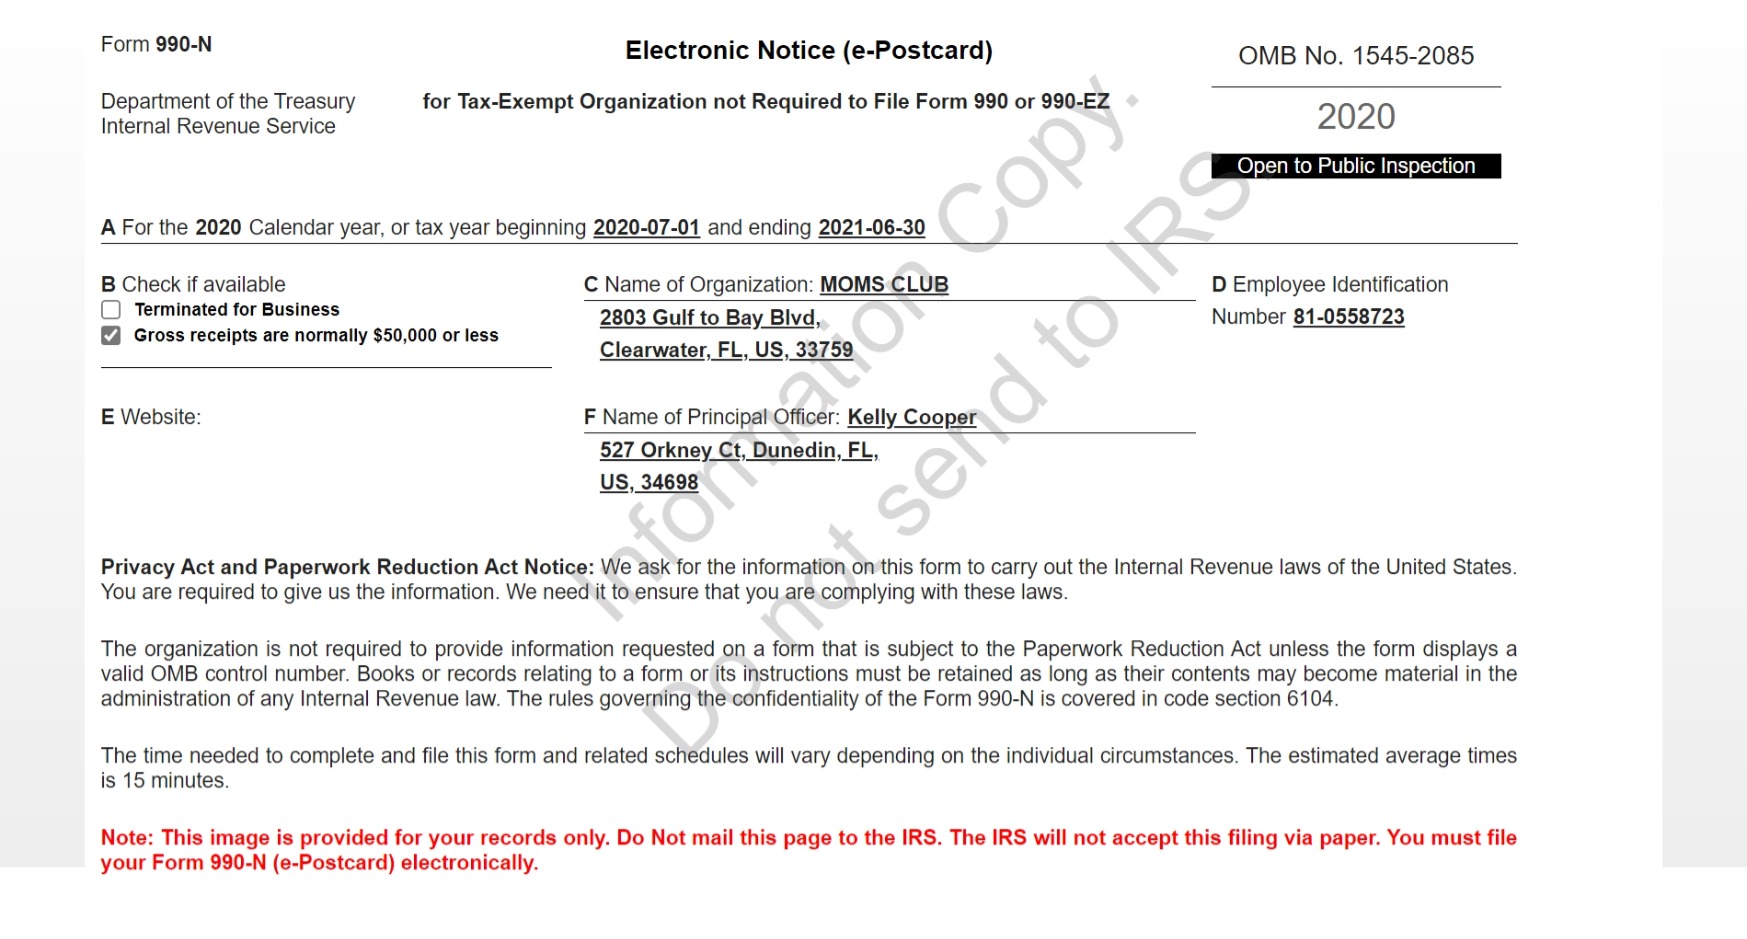 Form 990-N
Electronic Notice (e-Postcard)
OMB No. 1545-2085
Department of the Treasury
Internal Revenue Service
for Tax-Exempt Organization not Required to File Form 990 or 990-EZ
2020
Open to Public Inspection
A For the 2020 Calendar year, or tax year beginning 2020-07-01 and ending 2021-06-30
B Check if available
Terminated for Business
Gross receipts are normally $50,000 or less
C Name of Organization: MOMS CLUB
2803 Gulf to Bay Blvd,
Clearwater, FL, US, 33759
D Employee Identification
Number 81-0558723
E Website:
F Name of Principal Officer: Kelly Cooper
527 Orkney Ct, Dunedin, FL,
US, 34698
Privacy Act and Paperwork Reduction Act Notice: We ask for the information on this form to carry out the Internal Revenue laws of the United States.
You are required to give us the information. We need it to ensure that you are complying with these laws.
The organization is not required to provide information requested on a form that is subject to the Paperwork Reduction Act unless the form displays a
valid OMB control number. Books or records relating to a form or its instructions must be retained as long as their contents may become material in the
administration of any Internal Revenue law. The rules governing the confidentiality of the Form 990-N is covered in code section 6104.
The time needed to complete and file this form and related schedules will vary depending on the individual circumstances. The estimated average times
is 15 minutes.
Note: This image is provided for your records only. Do Not mail this page to the IRS. The IRS will not accept this filing via paper. You must file
your Form 990-N (e-Postcard) electronically.
Information Copy.
Do not send to IRS.